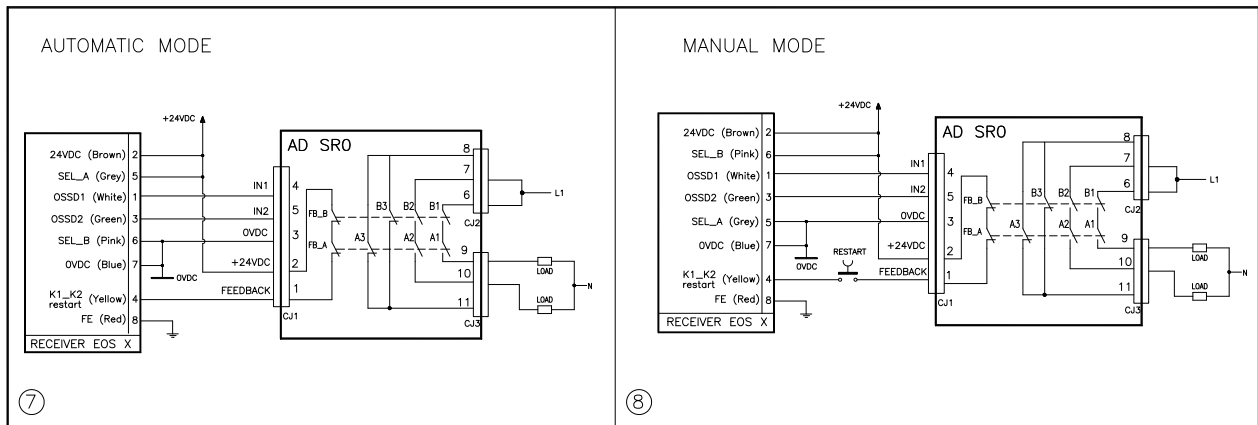 AUTOMATIC MODE
+24VDC
AD SR0
24VDC (Brown) 2
SEL_A (Grey) 5
OSSD1 (White) 1
OSSD2 (Green) 3
SEL_B (Pink) 6
0VDC (Blue) 7
K1_K2 restart (Yellow) 4
FE (Red) 8
RECEIVER EOS X
0VDC
IN1 4
IN2 5
0VDC 3
+24VDC 2
FEEDBACK 1
CJ1
FB_B
FB_A
B3 B2 B1
A3 A2 A1
8
7
6
CJ2
9
10
11
CJ3
L1
LOAD
LOAD
N
7
MANUAL MODE
+24VDC
AD SR0
24VDC (Brown) 2
SEL_B (Pink) 6
OSSD1 (White) 1
OSSD2 (Green) 3
SEL_A (Grey) 5
0VDC (Blue) 7
K1_K2 restart (Yellow) 4
FE (Red) 8
RECEIVER EOS X
0VDC
RESTART
IN1 4
IN2 5
0VDC 3
+24VDC 2
FEEDBACK 1
CJ1
FB_B
FB_A
B3 B2 B1
A3 A2 A1
8
7
6
CJ2
9
10
11
CJ3
L1
LOAD
LOAD
N
8